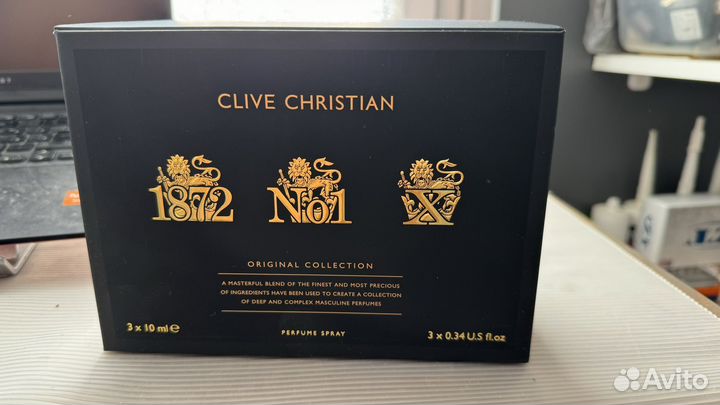 CLIVE CHRISTIAN
1872 No1 X
ORIGINAL COLLECTION
A MASTERFUL BLEND OF THE FINEST AND MOST PRECIOUS
OF INGREDIENTS HAVE BEEN USED TO CREATE A COLLECTION
OF DEEP AND COMPLEX MASCULINE PERFUMES
3 x 10 ml ℮
PERFUME SPRAY
3 x 0.34 U.S fl.oz
Avito